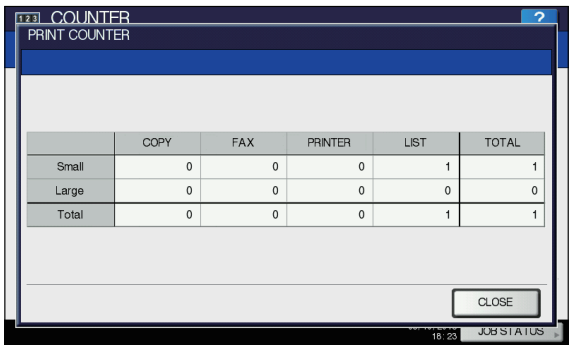 123 COUNTER ?
PRINT COUNTER
COPY FAX PRINTER LIST TOTAL
Small 0 0 0 1 1
Large 0 0 0 0 0
Total 0 0 0 1 1
CLOSE
18:23 JOB STATUS